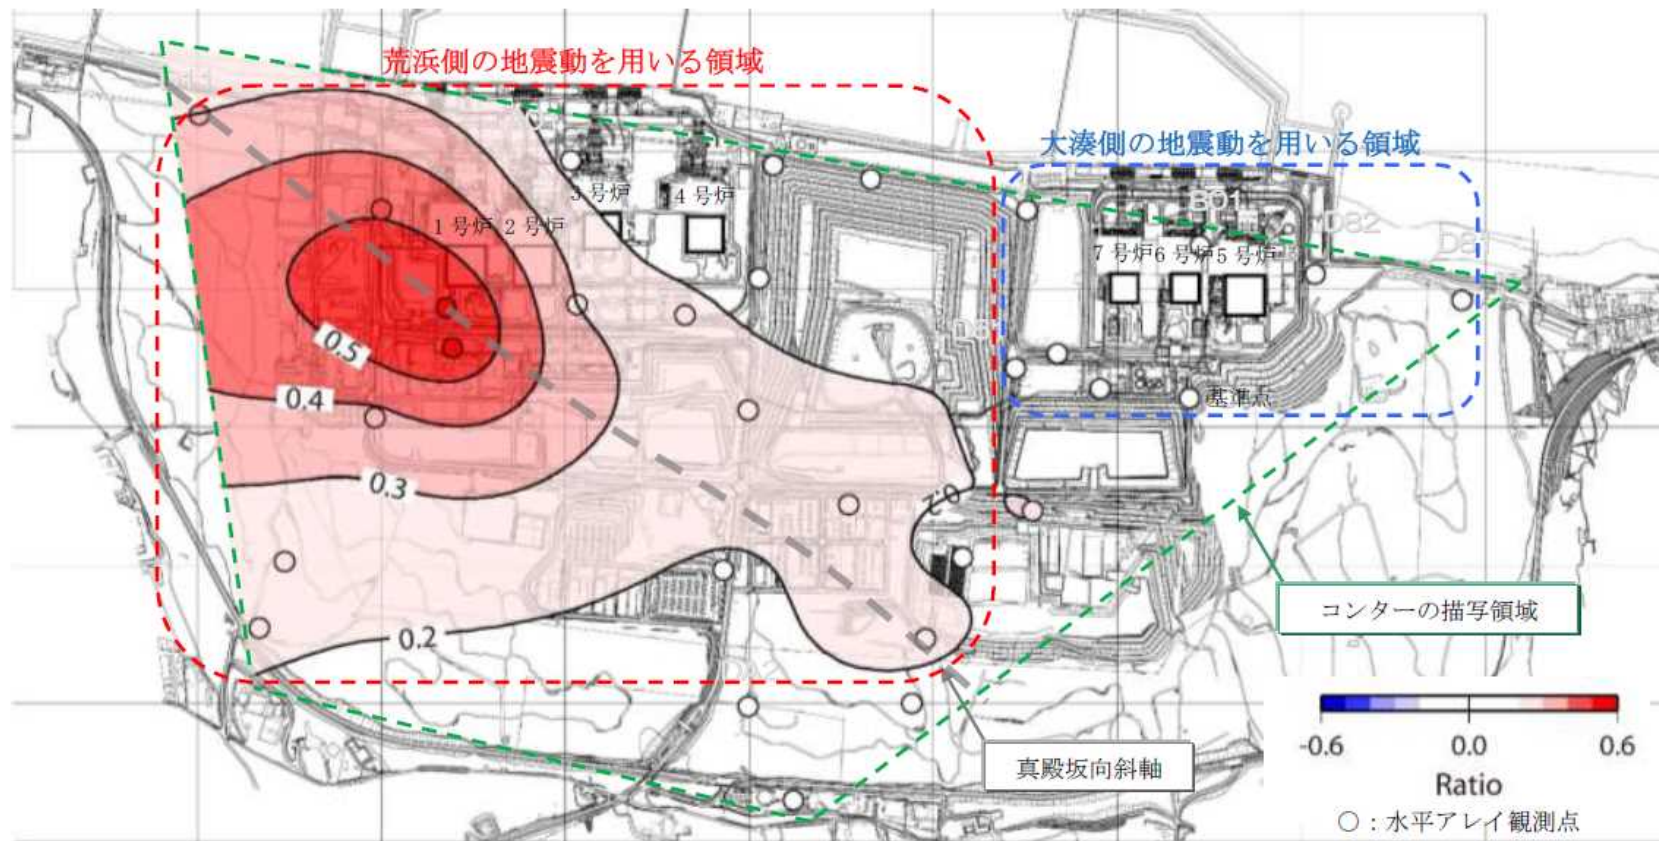 荒浜側の地震動を用いる領域
大湊側の地震動を用いる領域
3号炉
4号炉
BO1
1号炉
2号炉
7号炉
6号炉
5号炉
0.5
0.4
基準点
0.3
0.2
0.2
コンターの描写領域
真殿坂向斜軸
-0.6
0.0
0.6
Ratio
○：水平アレイ観測点